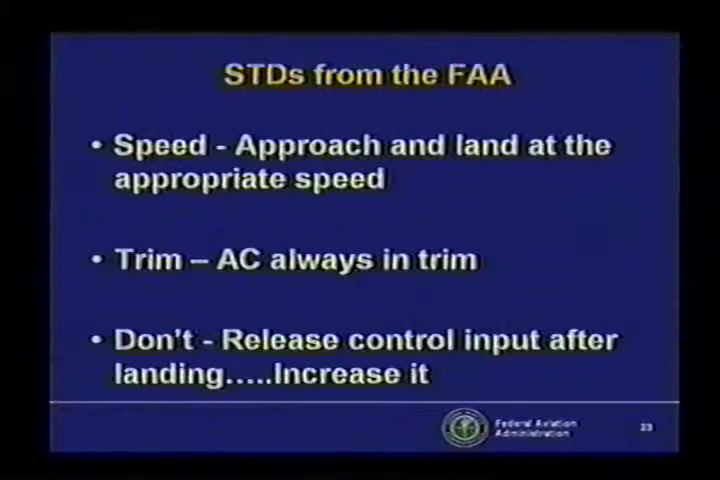 STDs from the FAA
• Speed - Approach and land at the
appropriate speed
• Trim – AC always in trim
• Don't - Release control input after
landing.....Increase it
Federal Aviation
Administration
23